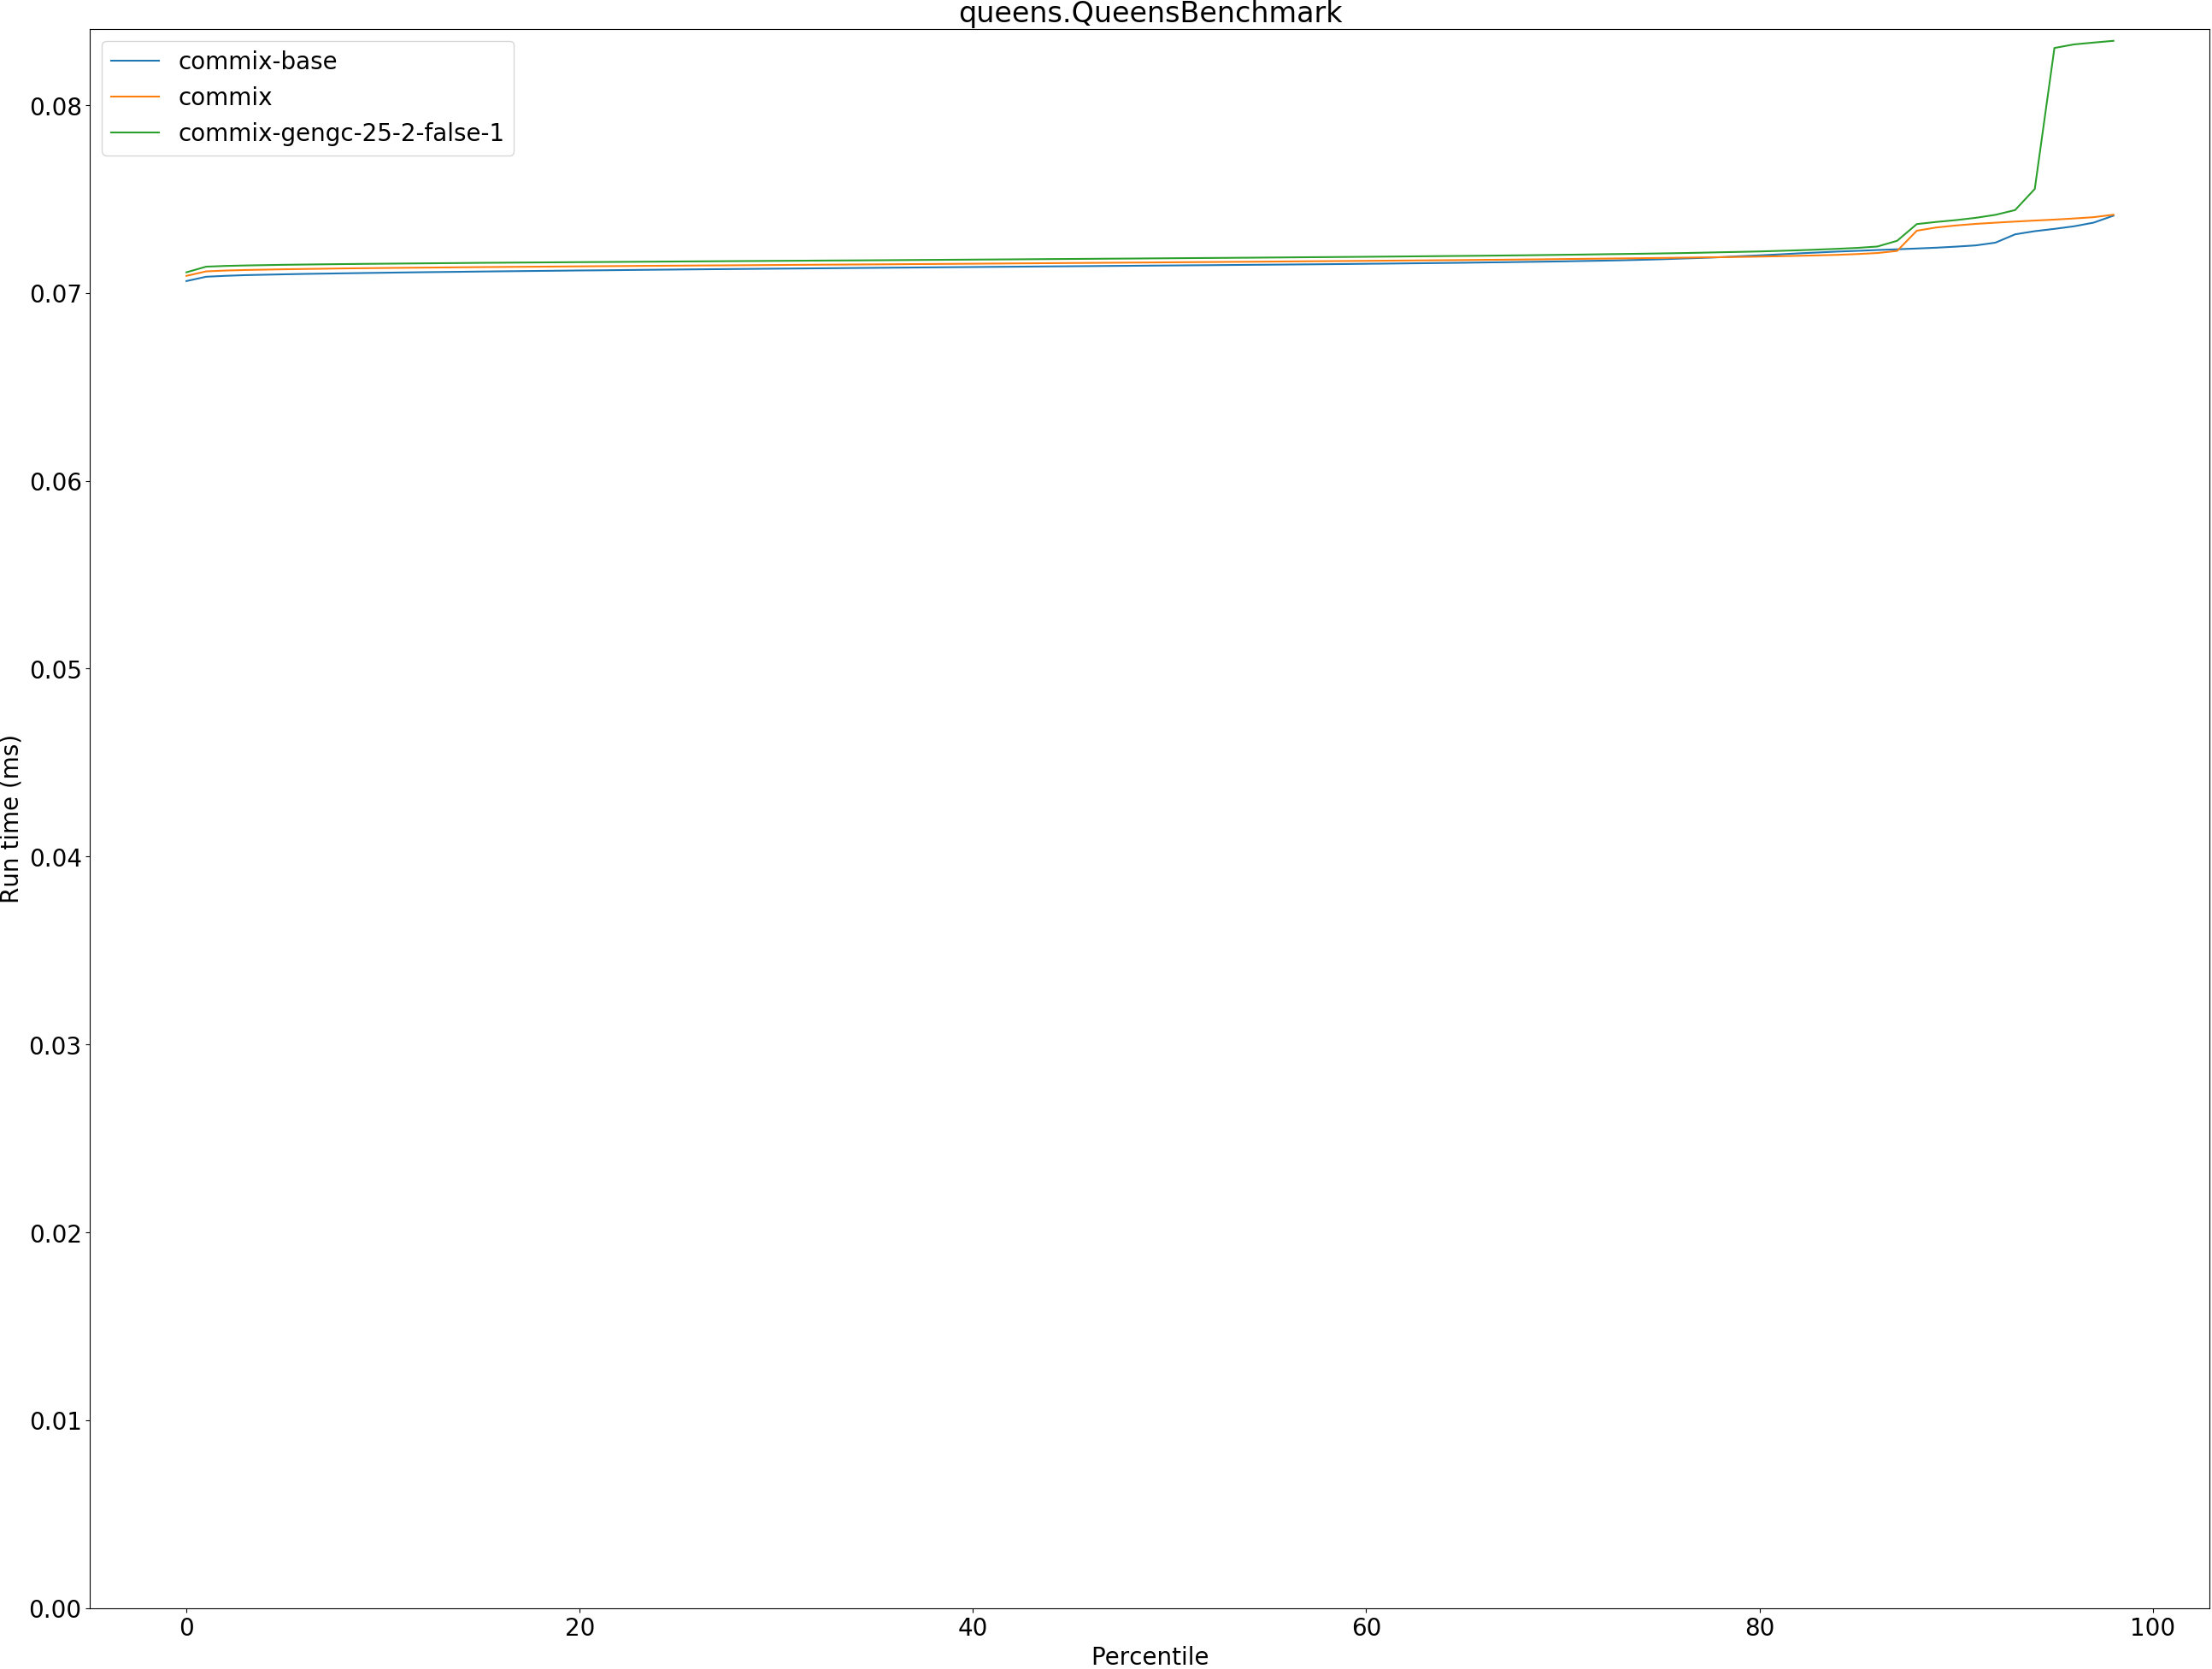 queens.QueensBenchmark
commix-base
commix
commix-gengc-25-2-false-1
Run time (ms)
0.08
0.07
0.06
0.05
0.04
0.03
0.02
0.01
0.00
0 20 40 60 80 100
Percentile